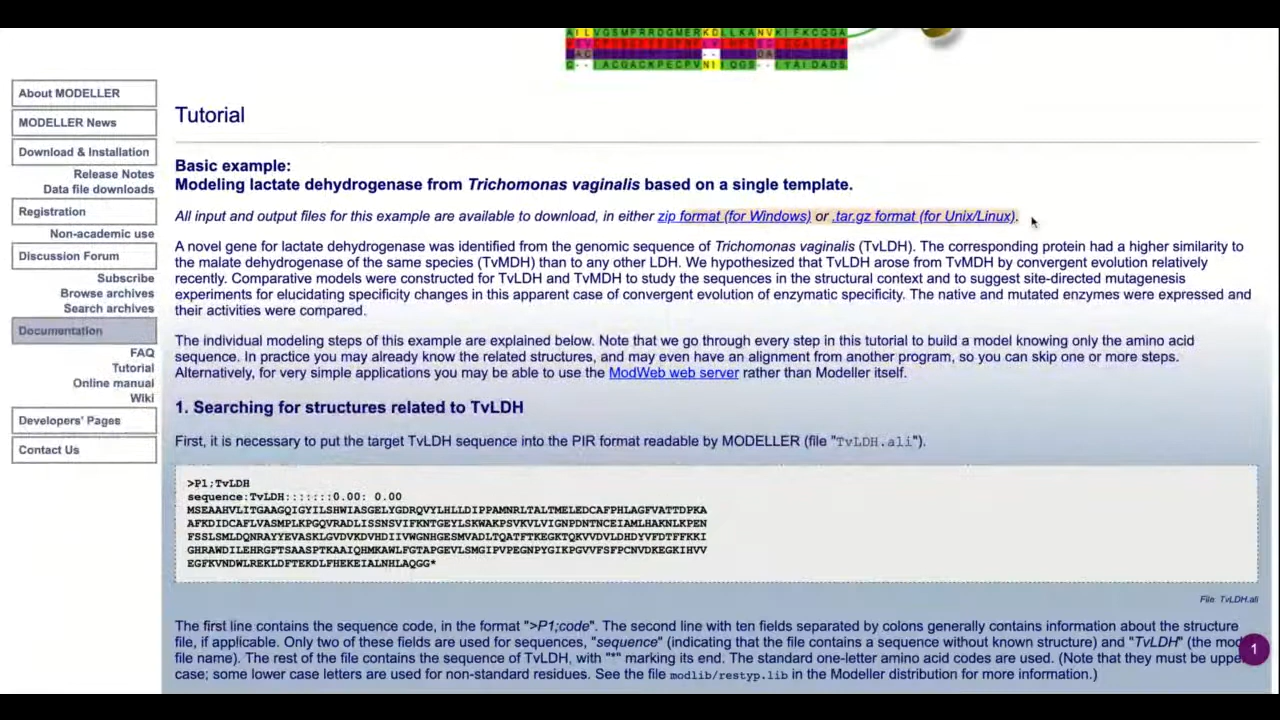 About MODELLER
MODELLER News
Download & Installation
Release Notes
Data file downloads
Registration
Non-academic use
Discussion Forum
Subscribe
Browse archives
Search archives
Documentation
FAQ
Tutorial
Online manual
Wiki
Developers' Pages
Contact Us
Tutorial
Basic example:
Modeling lactate dehydrogenase from Trichomonas vaginalis based on a single template.
All input and output files for this example are available to download, in either zip format (for Windows) or .tar.gz format (for Unix/Linux).
A novel gene for lactate dehydrogenase was identified from the genomic sequence of Trichomonas vaginalis (TvLDH). The corresponding protein had a higher similarity to
the malate dehydrogenase of the same species (TvMDH) than to any other LDH. We hypothesized that TvLDH arose from TvMDH by convergent evolution relatively
recently. Comparative models were constructed for TvLDH and TvMDH to study the sequences in the structural context and to suggest site-directed mutagenesis
experiments for elucidating specificity changes in this apparent case of convergent evolution of enzymatic specificity. The native and mutated enzymes were expressed and
their activities were compared.
The individual modeling steps of this example are explained below. Note that we go through every step in this tutorial to build a model knowing only the amino acid
sequence. In practice you may already know the related structures, and may even have an alignment from another program, so you can skip one or more steps.
Alternatively, for very simple applications you may be able to use the ModWeb web server rather than Modeller itself.
1. Searching for structures related to TvLDH
First, it is necessary to put the target TvLDH sequence into the PIR format readable by MODELLER (file "TvLDH.ali").
>P1;TvLDH
sequence:TvLDH:::::::0.00: 0.00
MSEAAHVLITGAAGQIGYILSHWIASGELYGDRQVYLHLLDIPPAMNRLTALTMELEDCAFPHLAGFVATTDPKA
AFKDIDCAFLVASMPLKPGQVRADLISSNSVIFKNTGEYLSKWAKPSVKVLVIGNPDNTNCEIAMLHAKNLKPEN
FSSLSMLDQNRAYYEVASKLGVDVKDVHDIIVWGNHGESMVADLTQATFTKEGKTQKVVDVLDHDYVFDTFFKKI
GHRAWDILEHRGFTSAASPTKAAIQHMKAWLFGTAPGEVLSMGIPVPEGNPYGIKPGVVFSFPCNVDKEGKIHVV
EGFKVNDWLREKLDFTEKDLFHEKEIALNHLAQGG*
File: TvLDH.ali
The first line contains the sequence code, in the format ">P1;code". The second line with ten fields separated by colons generally contains information about the structure
file, if applicable. Only two of these fields are used for sequences, "sequence" (indicating that the file contains a sequence without known structure) and "TvLDH" (the mod
file name). The rest of the file contains the sequence of TvLDH, with "*" marking its end. The standard one-letter amino acid codes are used. (Note that they must be uppe
case; some lower case letters are used for non-standard residues. See the file modlib/restyp.lib in the Modeller distribution for more information.)
1